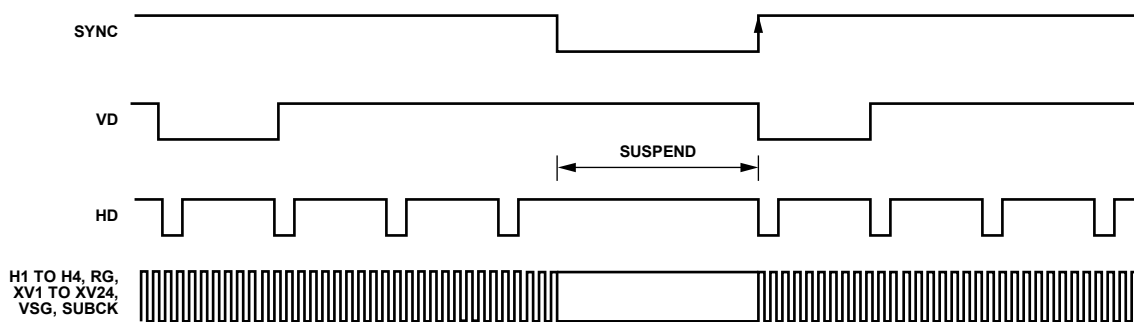 SYNC
VD
SUSPEND
HD
H1 TO H4, RG,
XV1 TO XV24,
VSG, SUBCK